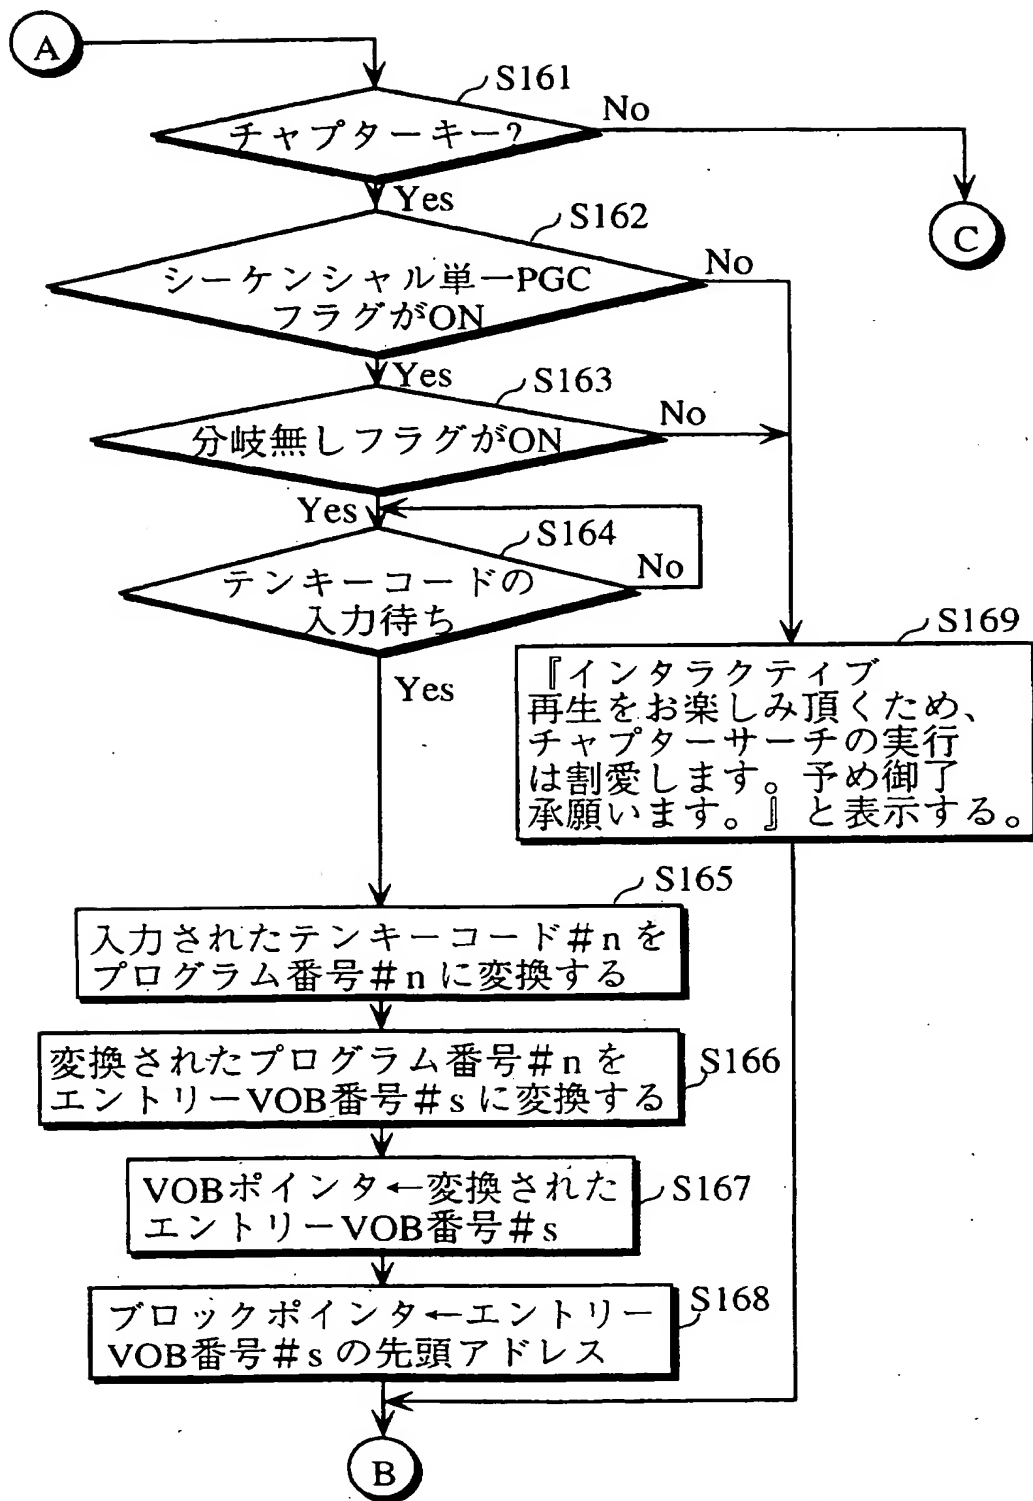 A
S161
チャプターキー?
No
Yes
C
S162
シーケンシャル単一PGC
フラグがON
No
Yes
S163
分岐無しフラグがON
No
Yes
S164
テンキーコードの
入力待ち
No
Yes
S169
『インタラクティブ
再生をお楽しみ頂くため、
チャプターサーチの実行
は割愛します。予め御了
承願います。』と表示する。
S165
入力されたテンキーコード#nを
プログラム番号#nに変換する
S166
変換されたプログラム番号#nを
エントリーVOB番号#sに変換する
S167
VOBポインタ←変換された
エントリーVOB番号#s
S168
ブロックポインタ←エントリー
VOB番号#sの先頭アドレス
B